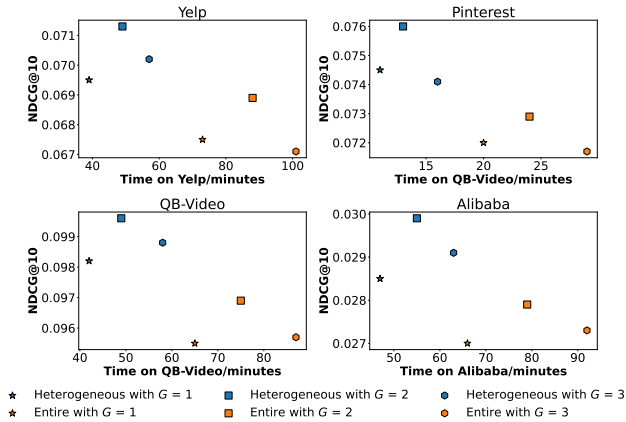 Yelp
NDCG@10
0.071
0.070
0.069
0.068
0.067
40 60 80 100
Time on Yelp/minutes
Pinterest
NDCG@10
0.076
0.075
0.074
0.073
0.072
15 20 25
Time on QB-Video/minutes
QB-Video
NDCG@10
0.099
0.098
0.097
0.096
40 50 60 70 80
Time on QB-Video/minutes
Alibaba
NDCG@10
0.030
0.029
0.028
0.027
50 60 70 80 90
Time on Alibaba/minutes
Heterogeneous with G = 1 Heterogeneous with G = 2 Heterogeneous with G = 3
Entire with G = 1 Entire with G = 2 Entire with G = 3